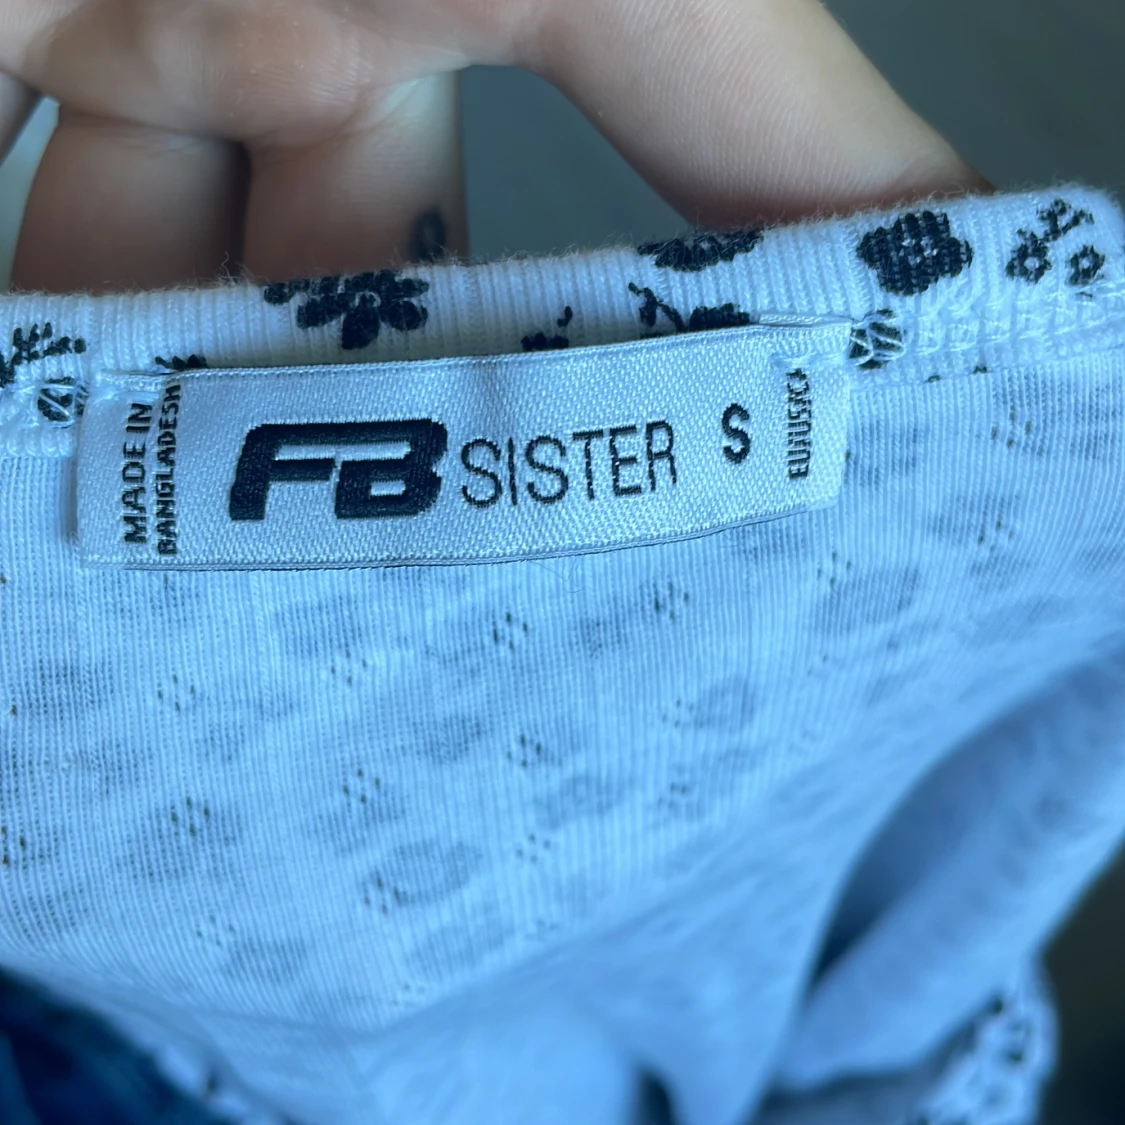 MADE IN
BANGLADESH
FB SISTER
S
EU/US/CA